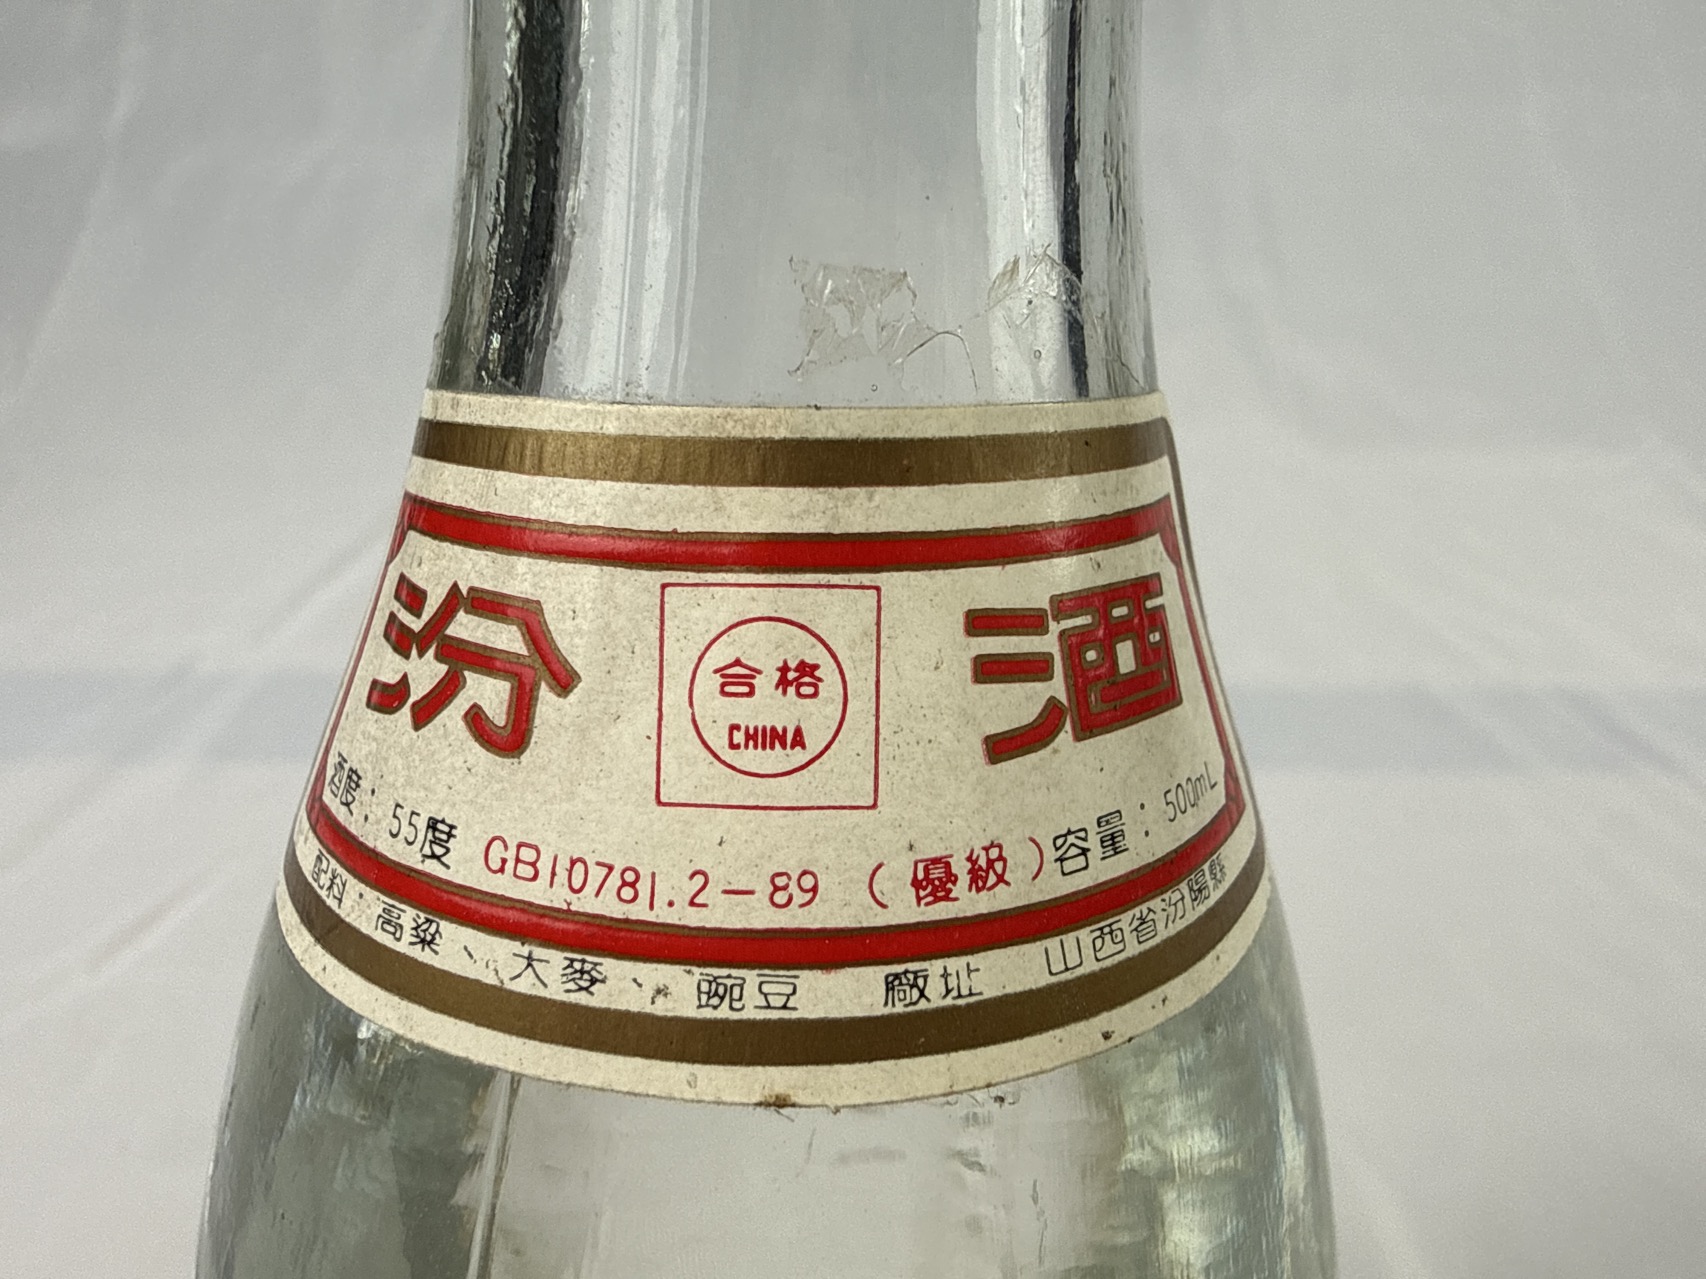 汾 酒
合格
CHINA
酒度：55度 GB10781.2-89（優級）容量：500mL
配料：高粱、大麥、豌豆 廠址 山西省汾陽縣